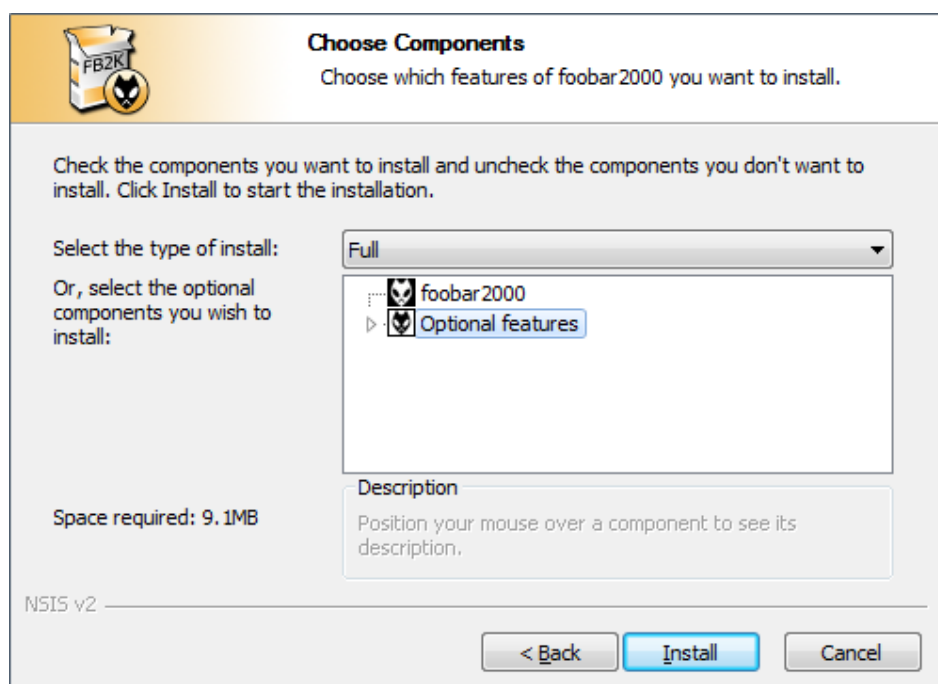 FB2K
Choose Components
Choose which features of foobar2000 you want to install.
Check the components you want to install and uncheck the components you don't want to
install. Click Install to start the installation.
Select the type of install:
Full
Or, select the optional
components you wish to
install:
foobar2000
Optional features
Space required: 9.1MB
Description
Position your mouse over a component to see its
description.
NSIS v2
< Back
Install
Cancel